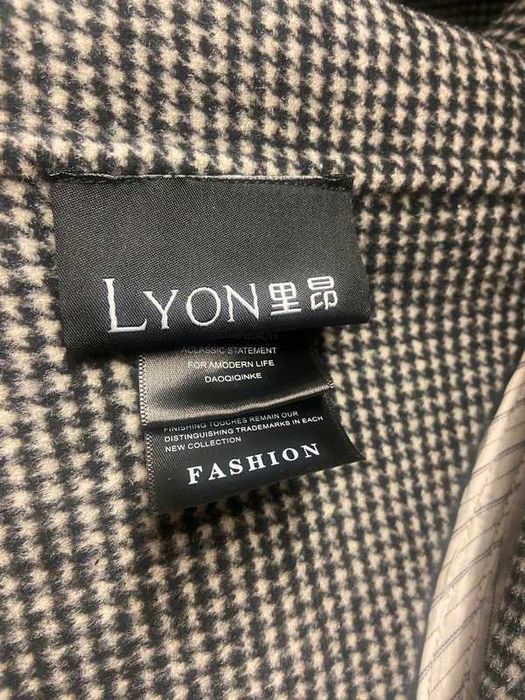 LYON里昂
ACLASSIC STATEMENT
FOR AMODERN LIFE
DAOQIQINKE
FINISHING TOUCHES REMAIN OUR
DISTINGUISHING TRADEMARKS IN EACH
NEW COLLECTION
FASHION